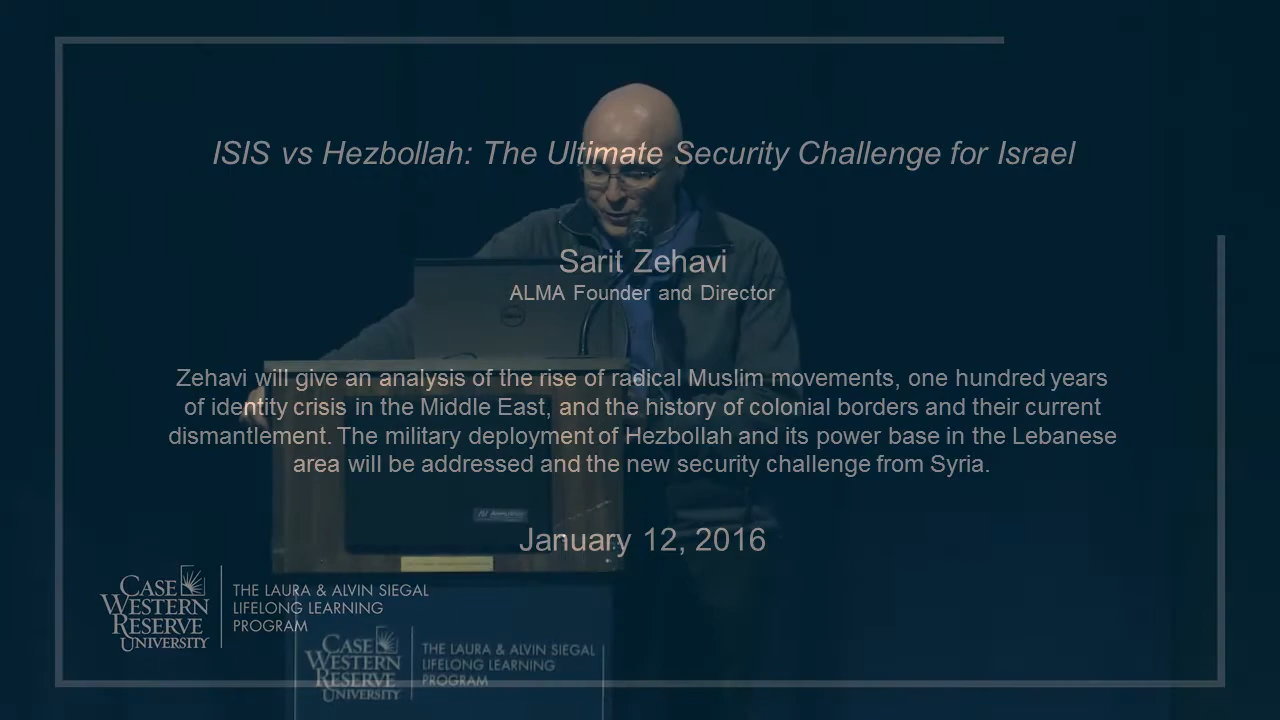 ISIS vs Hezbollah: The Ultimate Security Challenge for Israel
Sarit Zehavi
ALMA Founder and Director
Zehavi will give an analysis of the rise of radical Muslim movements, one hundred years
of identity crisis in the Middle East, and the history of colonial borders and their current
dismantlement. The military deployment of Hezbollah and its power base in the Lebanese
area will be addressed and the new security challenge from Syria.
January 12, 2016
CASE
WESTERN
RESERVE
UNIVERSITY
THE LAURA & ALVIN SIEGAL
LIFELONG LEARNING
PROGRAM
CASE
WESTERN
RESERVE
UNIVERSITY
THE LAURA & ALVIN SIEGAL
LIFELONG LEARNING
PROGRAM
DELL